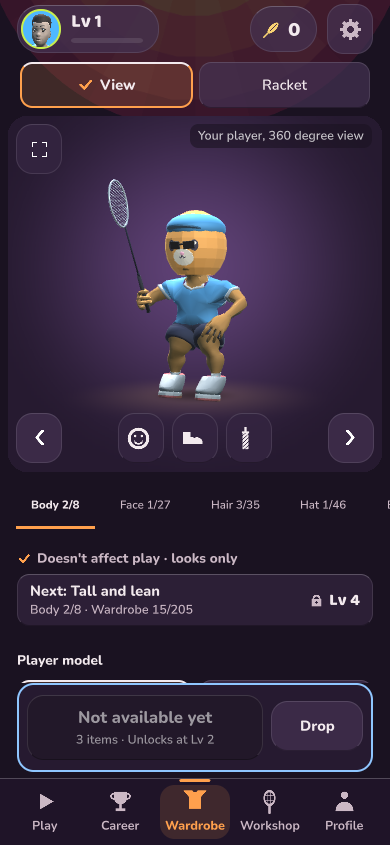 Lv 1
0
View
Racket
Your player, 360 degree view
Body 2/8
Face 1/27
Hair 3/35
Hat 1/46
Doesn't affect play · looks only
Next: Tall and lean
Body 2/8 · Wardrobe 15/205
Lv 4
Player model
Not available yet
3 items · Unlocks at Lv 2
Drop
Play
Career
Wardrobe
Workshop
Profile